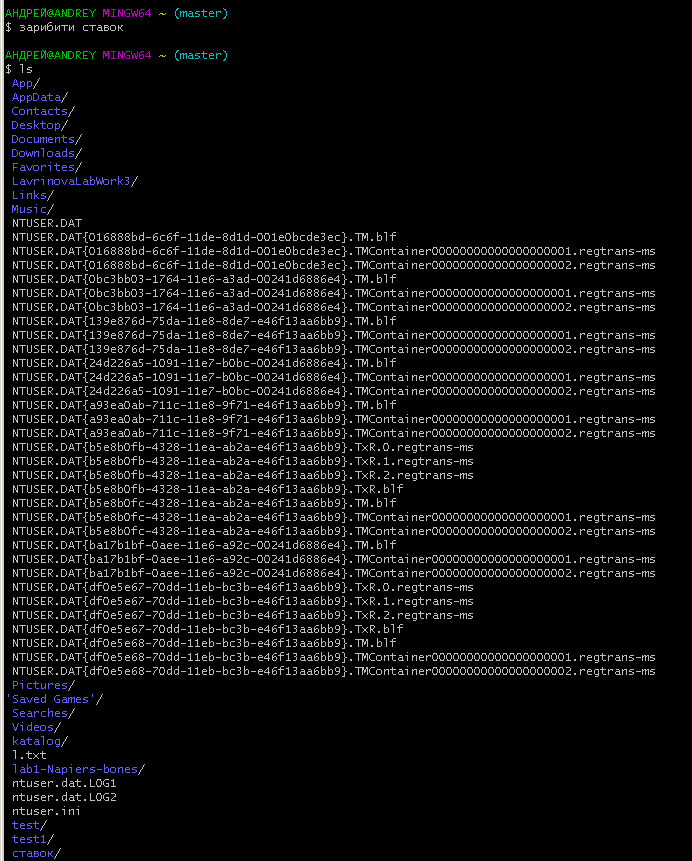 АНДРЕЙ@ANDREY MINGW64 ~ (master)
$ зарибити ставок
АНДРЕЙ@ANDREY MINGW64 ~ (master)
$ ls
App/
AppData/
Contacts/
Desktop/
Documents/
Downloads/
Favorites/
LavrinovaLabWork3/
Links/
Music/
NTUSER.DAT
NTUSER.DAT{016888bd-6c6f-11de-8d1d-001e0bcde3ec}.TM.blf
NTUSER.DAT{016888bd-6c6f-11de-8d1d-001e0bcde3ec}.TMContainer00000000000000000001.regtrans-ms
NTUSER.DAT{016888bd-6c6f-11de-8d1d-001e0bcde3ec}.TMContainer00000000000000000002.regtrans-ms
NTUSER.DAT{0bc3bb03-1764-11e6-a3ad-00241d6886e4}.TM.blf
NTUSER.DAT{0bc3bb03-1764-11e6-a3ad-00241d6886e4}.TMContainer00000000000000000001.regtrans-ms
NTUSER.DAT{0bc3bb03-1764-11e6-a3ad-00241d6886e4}.TMContainer00000000000000000002.regtrans-ms
NTUSER.DAT{139e876d-75da-11e8-8de7-e46f13aa6bb9}.TM.blf
NTUSER.DAT{139e876d-75da-11e8-8de7-e46f13aa6bb9}.TMContainer00000000000000000001.regtrans-ms
NTUSER.DAT{139e876d-75da-11e8-8de7-e46f13aa6bb9}.TMContainer00000000000000000002.regtrans-ms
NTUSER.DAT{24d226a5-1091-11e7-b0bc-00241d6886e4}.TM.blf
NTUSER.DAT{24d226a5-1091-11e7-b0bc-00241d6886e4}.TMContainer00000000000000000001.regtrans-ms
NTUSER.DAT{24d226a5-1091-11e7-b0bc-00241d6886e4}.TMContainer00000000000000000002.regtrans-ms
NTUSER.DAT{a93ea0ab-711c-11e8-9f71-e46f13aa6bb9}.TM.blf
NTUSER.DAT{a93ea0ab-711c-11e8-9f71-e46f13aa6bb9}.TMContainer00000000000000000001.regtrans-ms
NTUSER.DAT{a93ea0ab-711c-11e8-9f71-e46f13aa6bb9}.TMContainer00000000000000000002.regtrans-ms
NTUSER.DAT{b5e8b0fb-4328-11ea-ab2a-e46f13aa6bb9}.TxR.0.regtrans-ms
NTUSER.DAT{b5e8b0fb-4328-11ea-ab2a-e46f13aa6bb9}.TxR.1.regtrans-ms
NTUSER.DAT{b5e8b0fb-4328-11ea-ab2a-e46f13aa6bb9}.TxR.2.regtrans-ms
NTUSER.DAT{b5e8b0fb-4328-11ea-ab2a-e46f13aa6bb9}.TxR.blf
NTUSER.DAT{b5e8b0fc-4328-11ea-ab2a-e46f13aa6bb9}.TM.blf
NTUSER.DAT{b5e8b0fc-4328-11ea-ab2a-e46f13aa6bb9}.TMContainer00000000000000000001.regtrans-ms
NTUSER.DAT{b5e8b0fc-4328-11ea-ab2a-e46f13aa6bb9}.TMContainer00000000000000000002.regtrans-ms
NTUSER.DAT{ba17b1bf-0aee-11e6-a92c-00241d6886e4}.TM.blf
NTUSER.DAT{ba17b1bf-0aee-11e6-a92c-00241d6886e4}.TMContainer00000000000000000001.regtrans-ms
NTUSER.DAT{ba17b1bf-0aee-11e6-a92c-00241d6886e4}.TMContainer00000000000000000002.regtrans-ms
NTUSER.DAT{df0e5e67-70dd-11eb-bc3b-e46f13aa6bb9}.TxR.0.regtrans-ms
NTUSER.DAT{df0e5e67-70dd-11eb-bc3b-e46f13aa6bb9}.TxR.1.regtrans-ms
NTUSER.DAT{df0e5e67-70dd-11eb-bc3b-e46f13aa6bb9}.TxR.2.regtrans-ms
NTUSER.DAT{df0e5e67-70dd-11eb-bc3b-e46f13aa6bb9}.TxR.blf
NTUSER.DAT{df0e5e68-70dd-11eb-bc3b-e46f13aa6bb9}.TM.blf
NTUSER.DAT{df0e5e68-70dd-11eb-bc3b-e46f13aa6bb9}.TMContainer00000000000000000001.regtrans-ms
NTUSER.DAT{df0e5e68-70dd-11eb-bc3b-e46f13aa6bb9}.TMContainer00000000000000000002.regtrans-ms
Pictures/
'Saved Games'/
Searches/
Videos/
katalog/
l.txt
lab1-Napiers-bones/
ntuser.dat.LOG1
ntuser.dat.LOG2
ntuser.ini
test/
test1/
ставок/